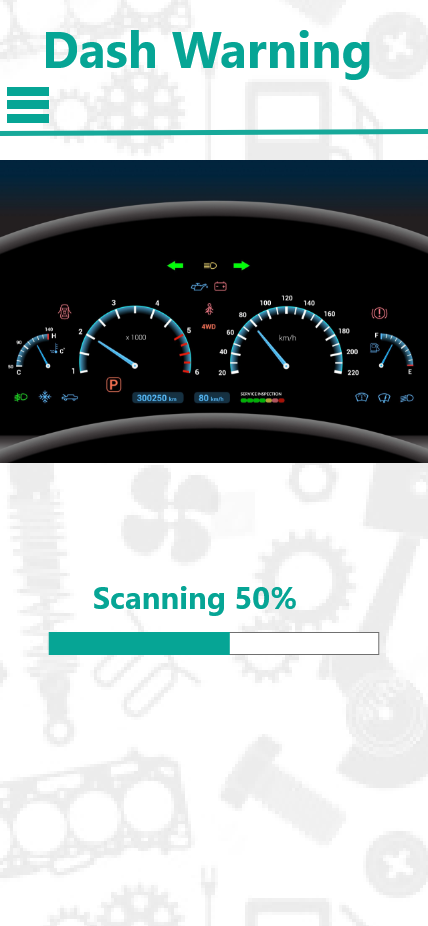 Dash Warning
3 4
2 x 1000 5
1 6
100 120 140
80 160
60 km/h 180
40 200
20 220
140 H
90
50 C
C°
4WD
F
E
P
300250 km
80 km/h
SERVICE INSPECTION
Scanning 50%